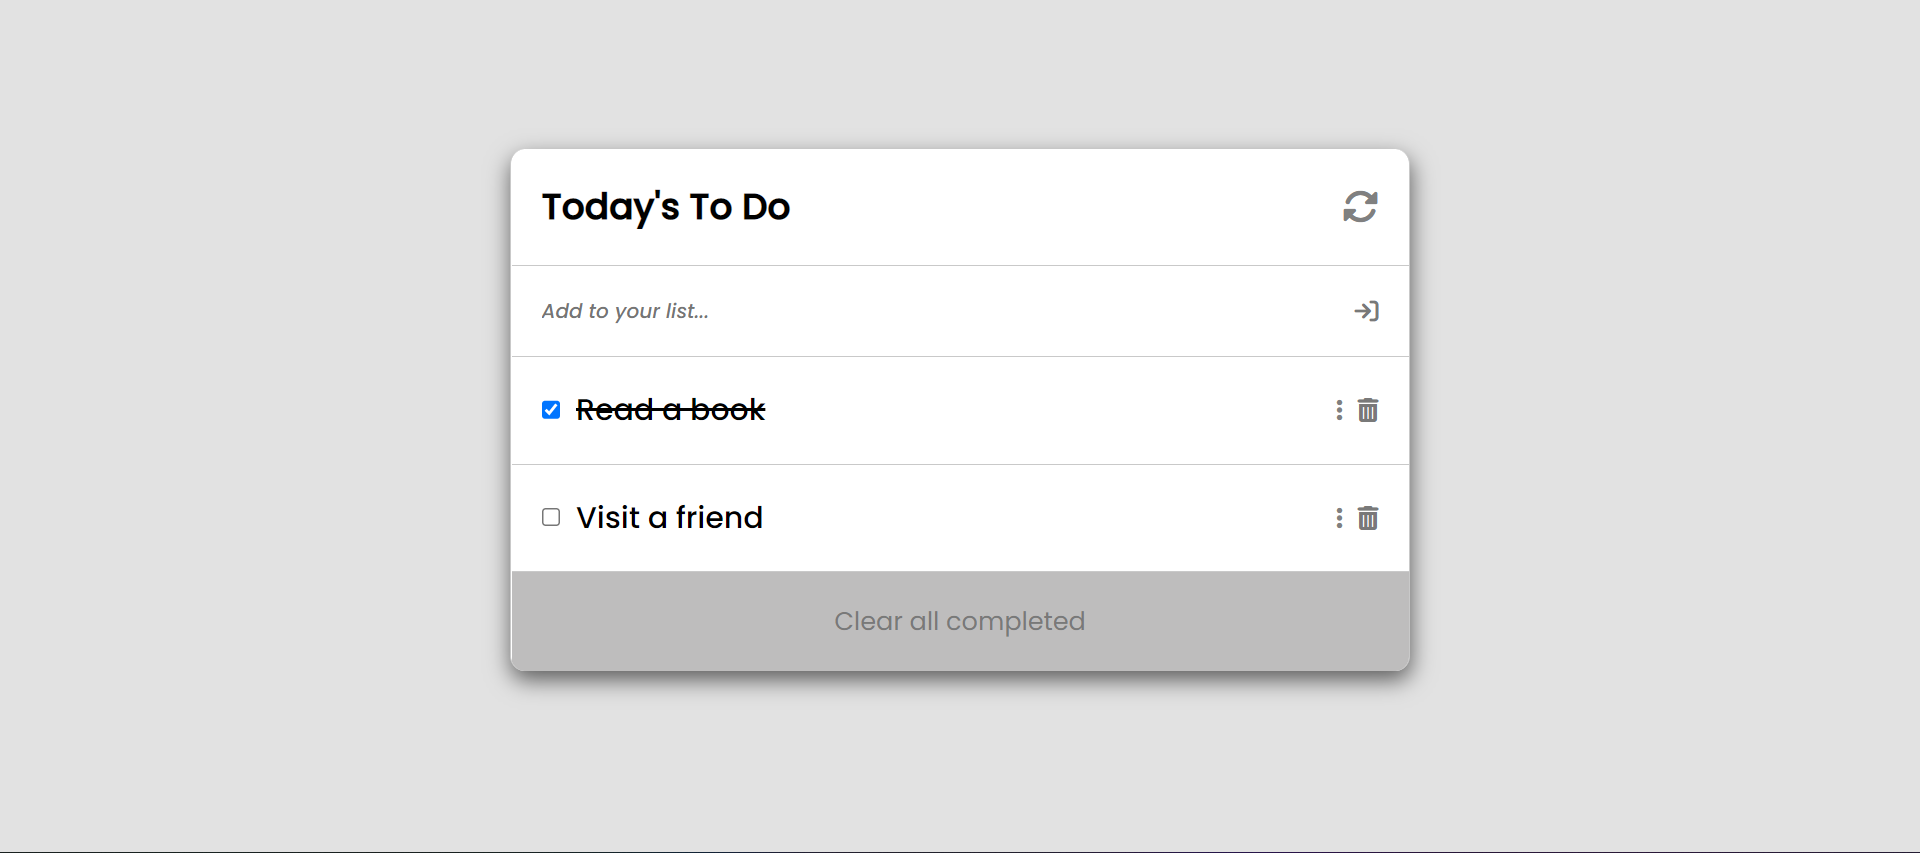 Today's To Do
Add to your list...
Read a book
Visit a friend
Clear all completed